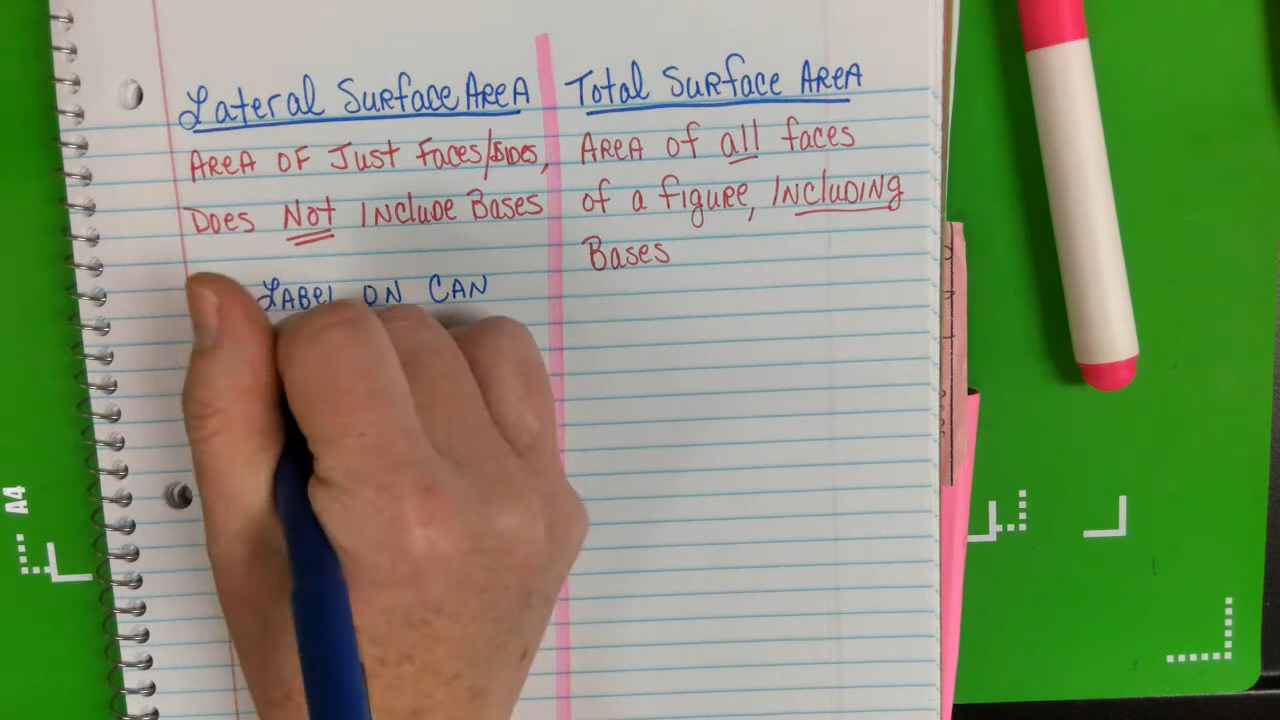 Lateral Surface AreA
AreA OF Just Faces/SiDes,
Does Not INcluDe Bases
LABel ON CAN
Total Surface AreA
AreA of all faces
of a figure, INcluDINg
Bases
A4